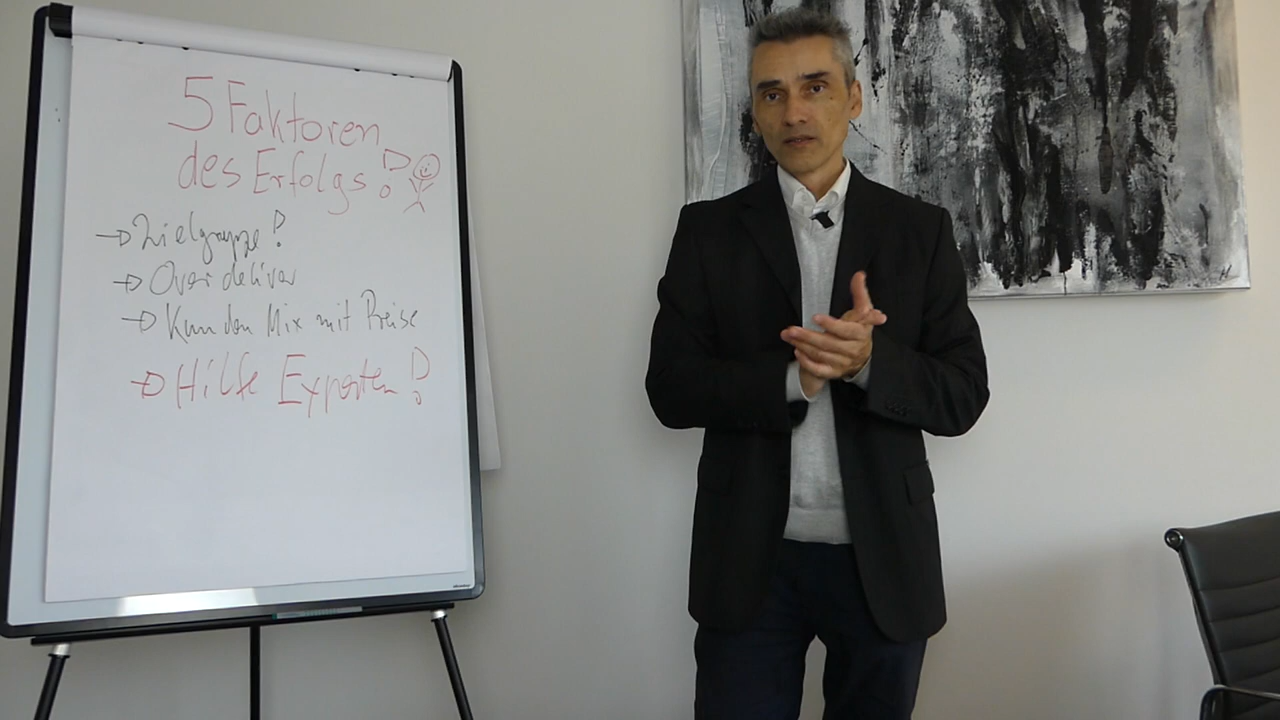 5 Faktoren
des Erfolgs!
→ Zielgruppe!
→ Over deliver
→ Kunden Mix mit Preise
→ Hilfe Experten!